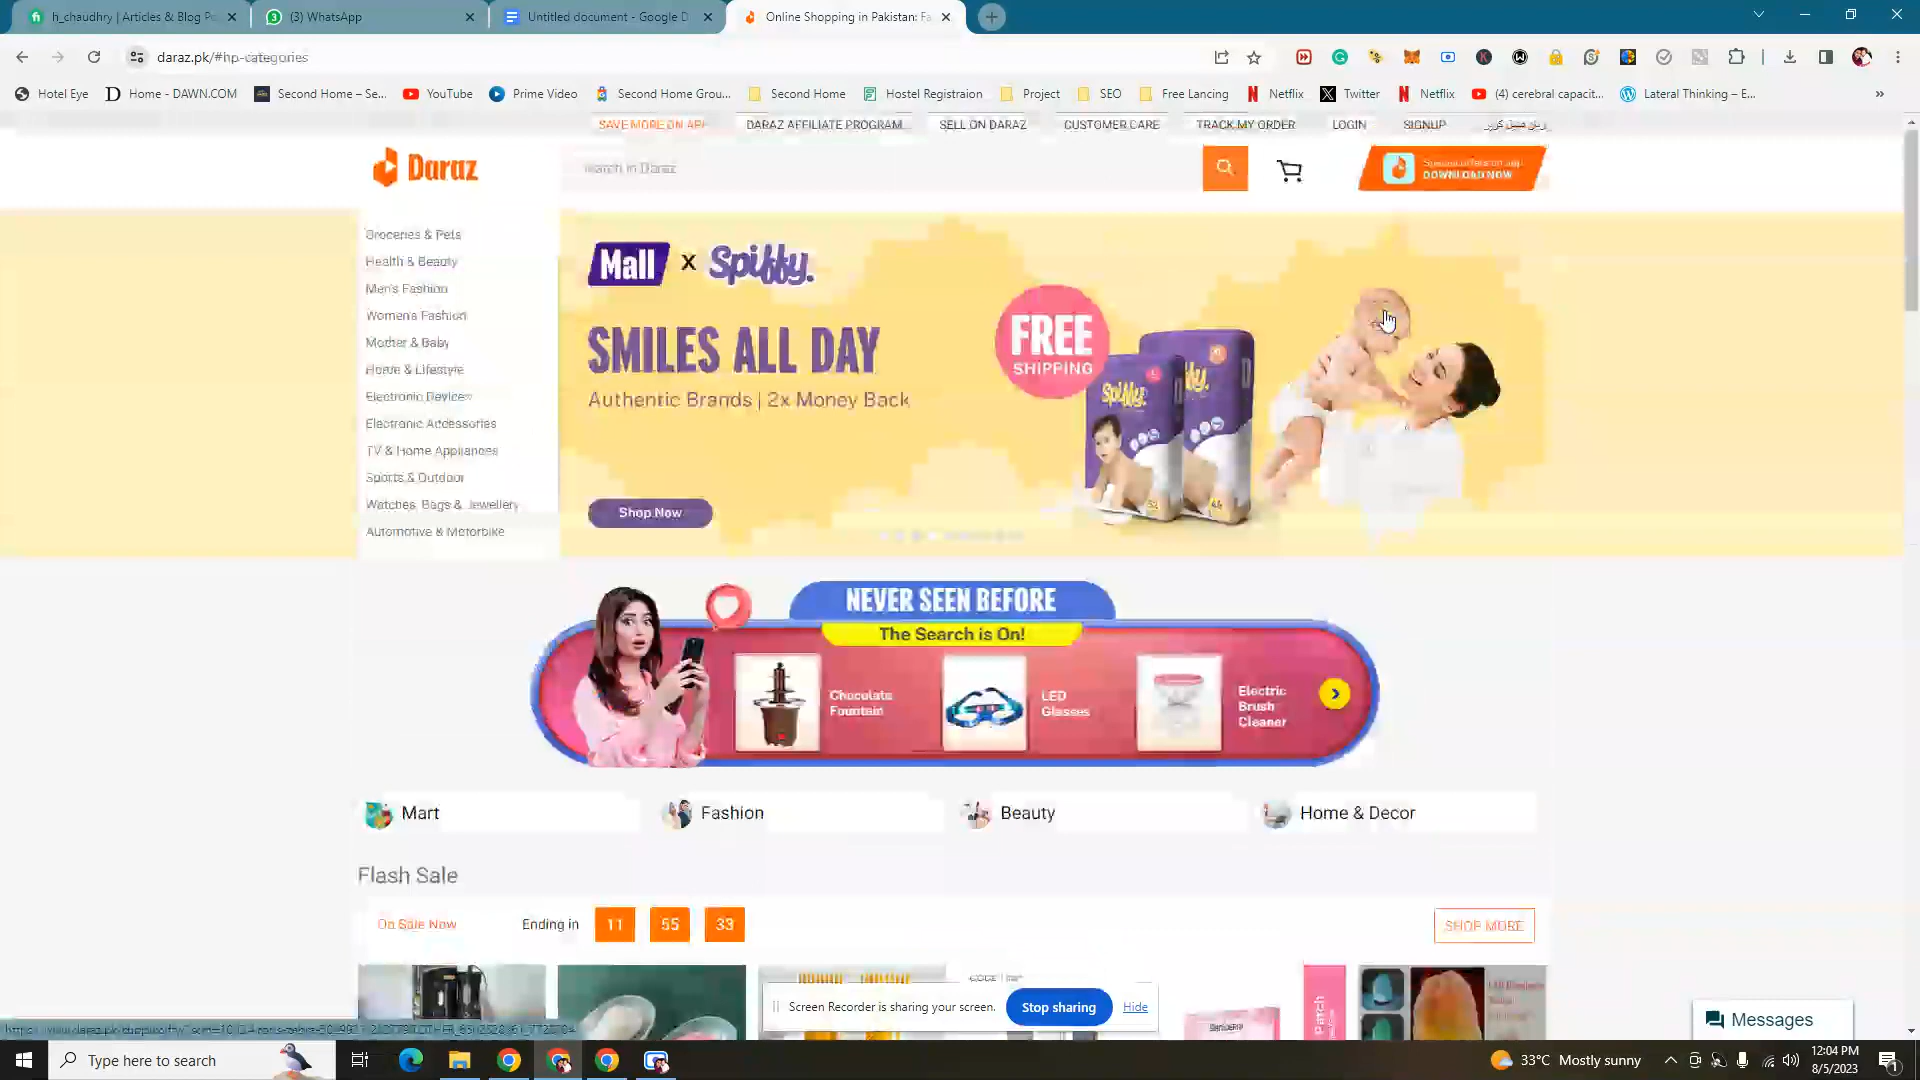 h_chaudhry | Articles & Blog Po
(3) WhatsApp
Untitled document - Google D
Online Shopping in Pakistan: Fa
daraz.pk/#hp-categories
Hotel Eye
Home - DAWN.COM
Second Home – Se...
YouTube
Prime Video
Second Home Grou...
Second Home
Hostel Registraion
Project
SEO
Free Lancing
Netflix
Twitter
Netflix
(4) cerebral capacit...
Lateral Thinking – E...
SAVE MORE ON APP
DARAZ AFFILIATE PROGRAM
SELL ON DARAZ
CUSTOMER CARE
TRACK MY ORDER
LOGIN
SIGNUP
Daraz
Search in Daraz
DOWNLOAD NOW
Groceries & Pets
Health & Beauty
Men's Fashion
Women's Fashion
Mother & Baby
Home & Lifestyle
Electronic Devices
Electronic Accessories
TV & Home Appliances
Sports & Outdoor
Watches, Bags & Jewellery
Automotive & Motorbike
Mall x Spiffy.
SMILES ALL DAY
Authentic Brands | 2x Money Back
Shop Now
FREE
SHIPPING
Spiffy.
NEVER SEEN BEFORE
The Search is On!
Chocolate
Fountain
LED
Glasses
Electric
Brush
Cleaner
Mart
Fashion
Beauty
Home & Decor
Flash Sale
On Sale Now
Ending in
11
55
33
SHOP MORE
Patch
Screen Recorder is sharing your screen.
Stop sharing
Hide
Messages
Type here to search
33°C Mostly sunny
12:04 PM
8/5/2023